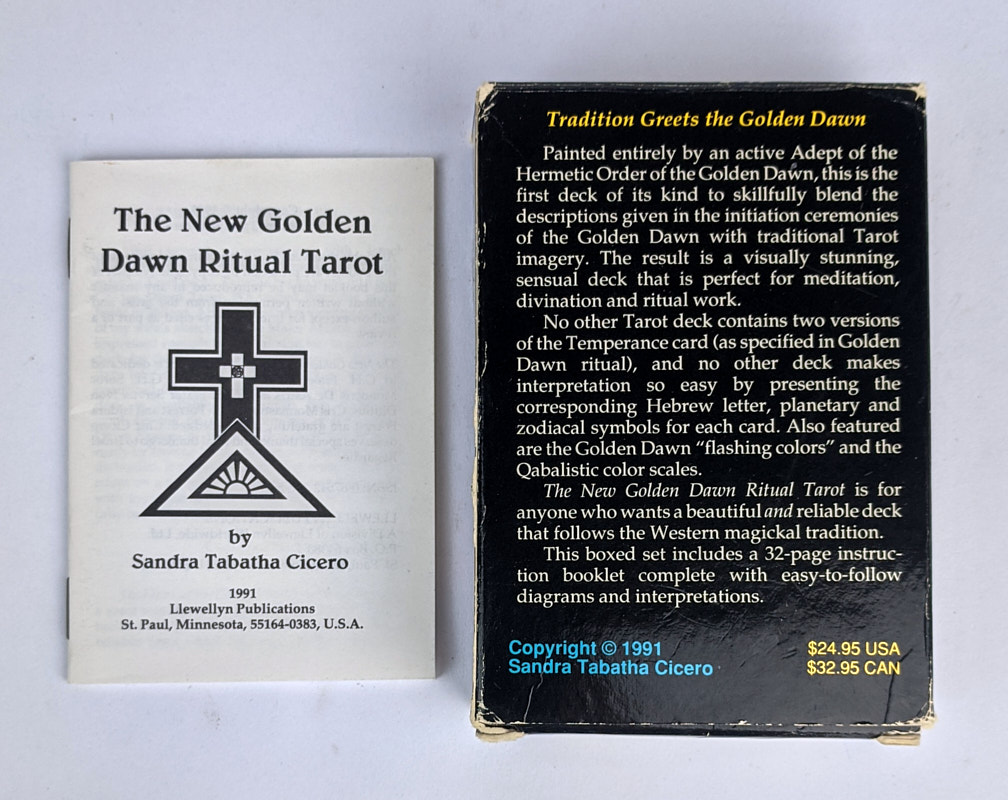 The New Golden
Dawn Ritual Tarot
by
Sandra Tabatha Cicero
1991
Llewellyn Publications
St. Paul, Minnesota, 55164-0383, U.S.A.
Tradition Greets the Golden Dawn
Painted entirely by an active Adept of the
Hermetic Order of the Golden Dawn, this is the
first deck of its kind to skillfully blend the
descriptions given in the initiation ceremonies
of the Golden Dawn with traditional Tarot
imagery. The result is a visually stunning,
sensual deck that is perfect for meditation,
divination and ritual work.
No other Tarot deck contains two versions
of the Temperance card (as specified in Golden
Dawn ritual), and no other deck makes
interpretation so easy by presenting the
corresponding Hebrew letter, planetary and
zodiacal symbols for each card. Also featured
are the Golden Dawn “flashing colors” and the
Qabalistic color scales.
The New Golden Dawn Ritual Tarot is for
anyone who wants a beautiful and reliable deck
that follows the Western magickal tradition.
This boxed set includes a 32-page instruc-
tion booklet complete with easy-to-follow
diagrams and interpretations.
Copyright © 1991
Sandra Tabatha Cicero
$24.95 USA
$32.95 CAN